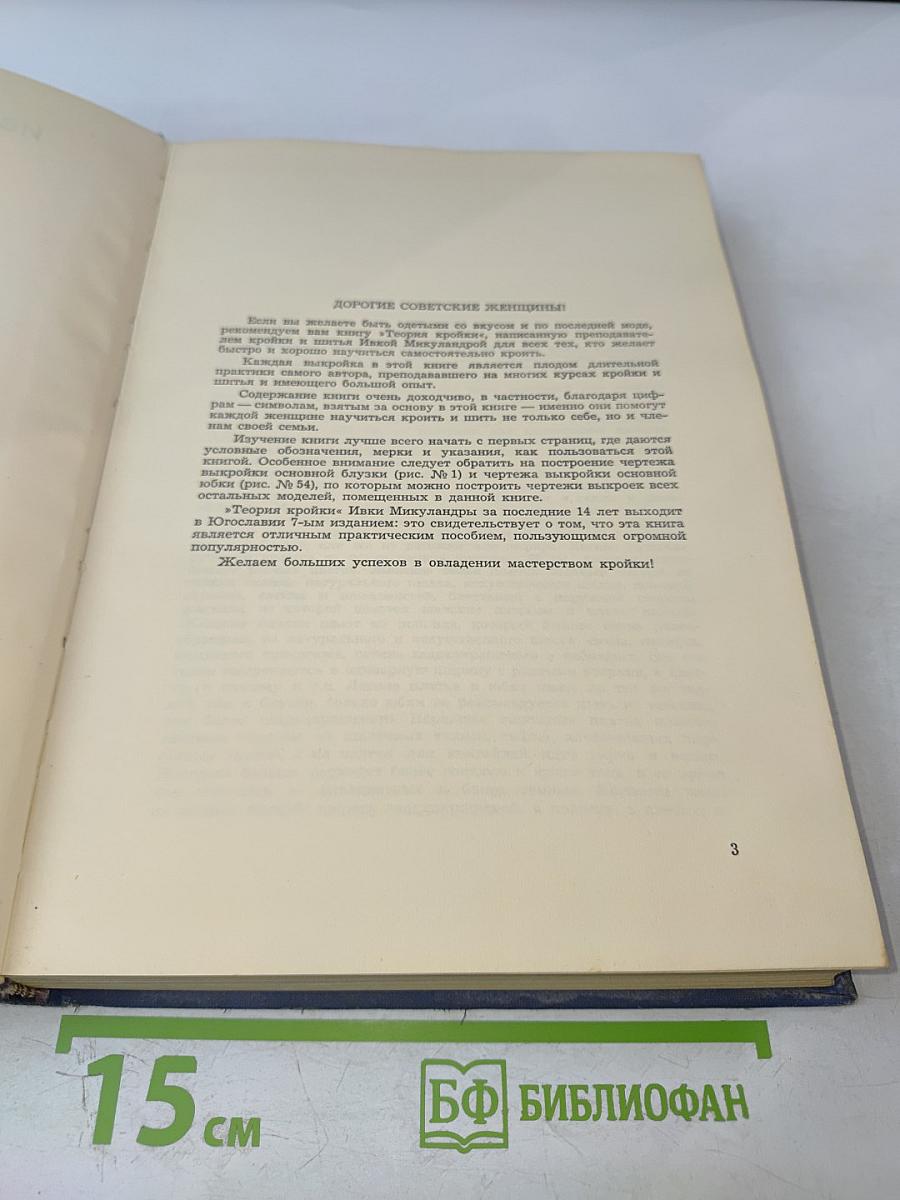 ДОРОГИЕ СОВЕТСКИЕ ЖЕНЩИНЫ!
Если вы желаете быть одетыми со вкусом и по последней моде,
рекомендуем вам книгу »Теория кройки«, написанную преподавате-
лем кройки и шитья Ивкой Микуландрой для всех тех, кто желает
быстро и хорошо научиться самостоятельно кроить.
Каждая выкройка в этой книге является плодом длительной
практики самого автора, преподававшего на многих курсах кройки и
шитья и имеющего большой опыт.
Содержание книги очень доходчиво, в частности, благодаря циф-
рам — символам, взятым за основу в этой книге — именно они помогут
каждой женщине научиться кроить и шить не только себе, но и чле-
нам своей семьи.
Изучение книги лучше всего начать с первых страниц, где даются
условные обозначения, мерки и указания, как пользоваться этой
книгой. Особенное внимание следует обратить на построение чертежа
выкройки основной блузки (рис. №1) и чертежа выкройки основной
юбки (рис. №54), по которым можно построить чертежи выкроек всех
остальных моделей, помещенных в данной книге.
»Теория кройки« Ивки Микуландры за последние 14 лет выходит
в Югославии 7-ым изданием: это свидетельствует о том, что эта книга
является отличным практическим пособием, пользующимся огромной
популярностью.
Желаем больших успехов в овладении мастерством кройки!
3
15 см
БФ БИБЛИОФАН